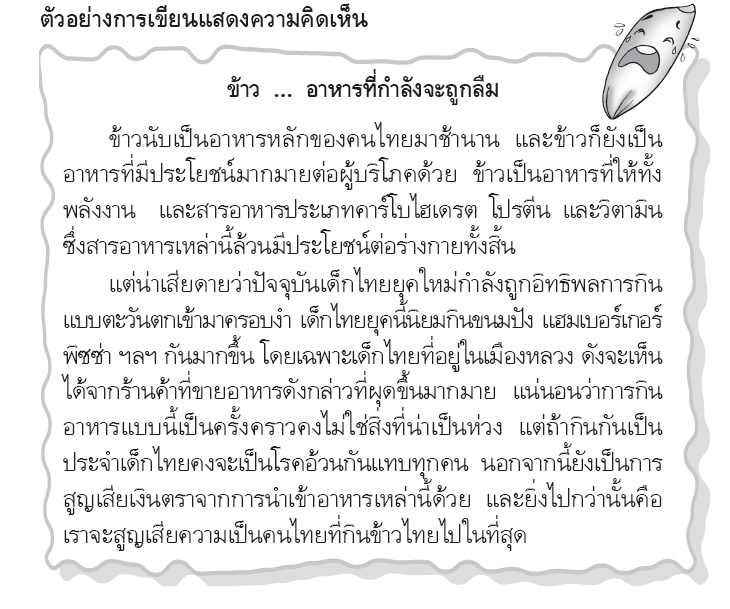 ตัวอย่างการเขียนแสดงความคิดเห็น
ข้าว ... อาหารที่กำลังจะถูกลืม
ข้าวนับเป็นอาหารหลักของคนไทยมาช้านาน และข้าวก็ยังเป็น
อาหารที่มีประโยชน์มากมายต่อผู้บริโภคด้วย ข้าวเป็นอาหารที่ให้ทั้ง
พลังงาน และสารอาหารประเภทคาร์โบไฮเดรต โปรตีน และวิตามิน
ซึ่งสารอาหารเหล่านี้ล้วนมีประโยชน์ต่อร่างกายทั้งสิ้น
แต่น่าเสียดายว่าปัจจุบันเด็กไทยยุคใหม่กำลังถูกอิทธิพลการกิน
แบบตะวันตกเข้ามาครอบงำ เด็กไทยยุคนี้นิยมกินขนมปัง แฮมเบอร์เกอร์
พิซซ่า ฯลฯ กันมากขึ้น โดยเฉพาะเด็กไทยที่อยู่ในเมืองหลวง ดังจะเห็น
ได้จากร้านค้าที่ขายอาหารดังกล่าวที่ผุดขึ้นมากมาย แน่นอนว่าการกิน
อาหารแบบนี้เป็นครั้งคราวคงไม่ใช่สิ่งที่น่าเป็นห่วง แต่ถ้ากินกันเป็น
ประจำเด็กไทยคงจะเป็นโรคอ้วนกันแทบทุกคน นอกจากนี้ยังเป็นการ
สูญเสียเงินตราจากการนำเข้าอาหารเหล่านี้ด้วย และยิ่งไปกว่านั้นคือ
เราจะสูญเสียความเป็นคนไทยที่กินข้าวไทยไปในที่สุด